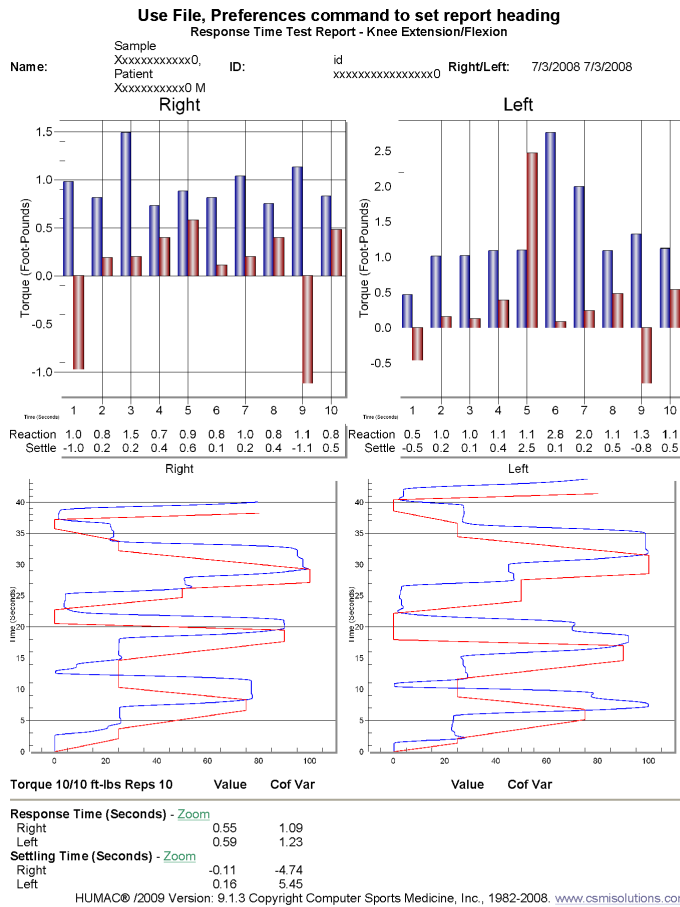 Use File, Preferences command to set report heading
Response Time Test Report - Knee Extension/Flexion
Name:
Sample
Xxxxxxxxxxx0,
Patient
Xxxxxxxxxxx0 M
ID:
id
xxxxxxxxxxxxxxxx0
Right/Left:
7/3/2008 7/3/2008
Right
Torque (Foot-Pounds)
1.5
1.0
0.5
0.0
-0.5
-1.0
Time (Seconds) 1 2 3 4 5 6 7 8 9 10
Reaction 1.0 0.8 1.5 0.7 0.9 0.8 1.0 0.8 1.1 0.8
Settle -1.0 0.2 0.2 0.4 0.6 0.1 0.2 0.4 -1.1 0.5
Left
Torque (Foot-Pounds)
2.5
2.0
1.5
1.0
0.5
0.0
-0.5
Time (Seconds) 1 2 3 4 5 6 7 8 9 10
Reaction 0.5 1.0 1.0 1.1 1.1 2.8 2.0 1.1 1.3 1.1
Settle -0.5 0.2 0.1 0.4 2.5 0.1 0.2 0.5 -0.8 0.5
Right
Time (Seconds)
40
35
30
25
20
15
10
5
0
0 20 40 60 80 100
Left
Time (Seconds)
40
35
30
25
20
15
10
5
0
0 20 40 60 80 100
Torque 10/10 ft-lbs Reps 10 Value Cof Var Value Cof Var
Response Time (Seconds) - Zoom
Right 0.55 1.09
Left 0.59 1.23
Settling Time (Seconds) - Zoom
Right -0.11 -4.74
Left 0.16 5.45
HUMAC® /2009 Version: 9.1.3 Copyright Computer Sports Medicine, Inc., 1982-2008. www.csmisolutions.com